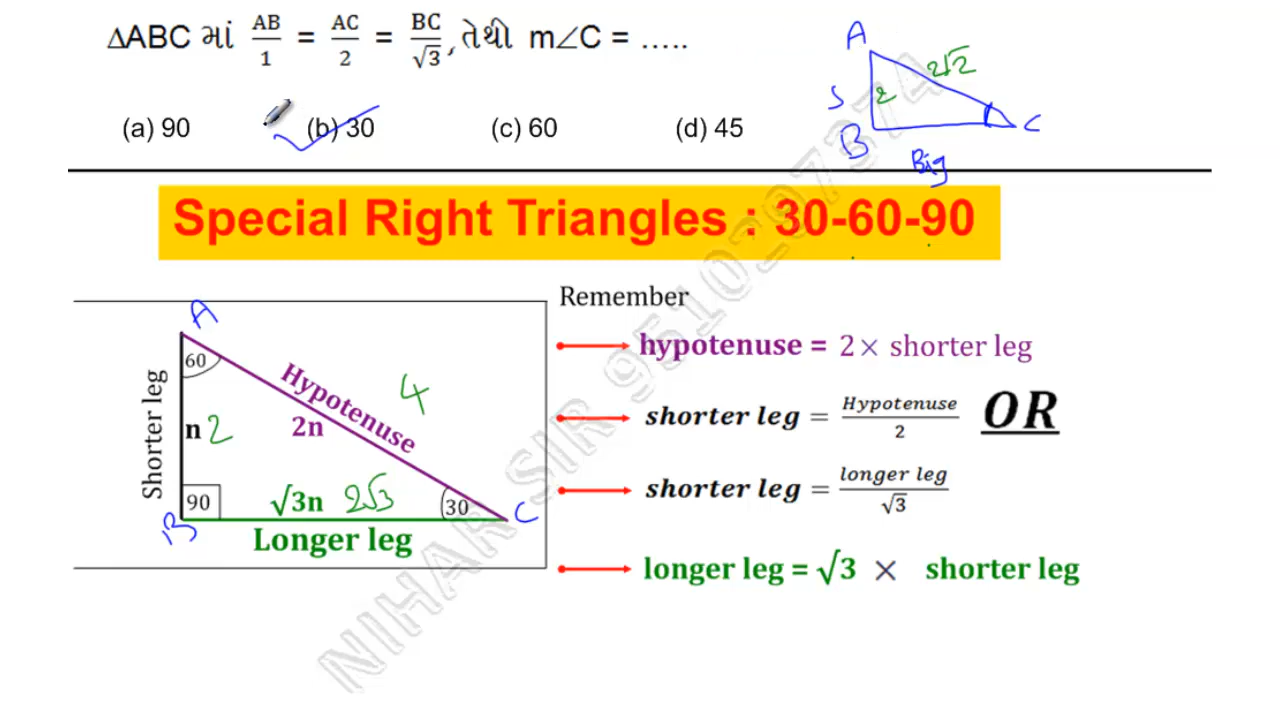 ΔABC માં AB/1 = AC/2 = BC/√3, તેથી m∠C = .....
(a) 90 (b) 30 (c) 60 (d) 45
A
2√2
S
2
B
C
Big
Special Right Triangles : 30-60-90
Remember
hypotenuse = 2 × shorter leg
shorter leg = Hypotenuse/2 OR
shorter leg = longer leg/√3
longer leg = √3 × shorter leg
A
60
Shorter leg
n 2
Hypotenuse
4
2n
90
√3n 2√3
30
B
C
Longer leg
NIHAR SIR 9510297374